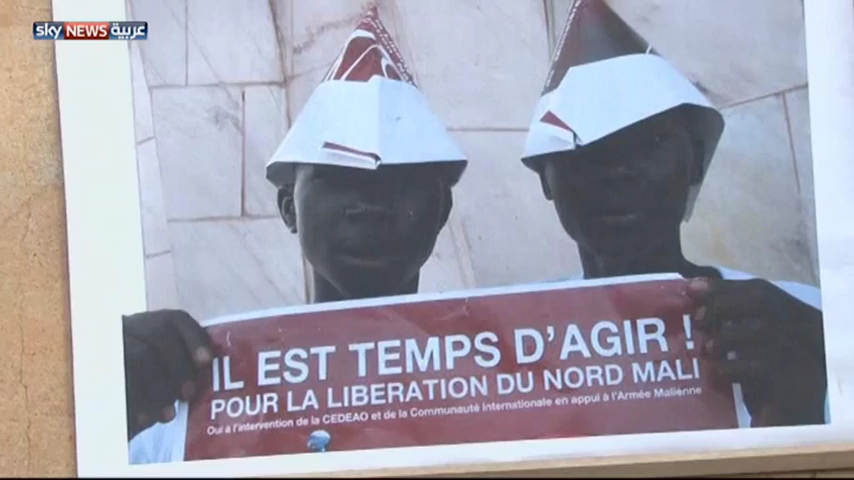 sky NEWS عربية
IL EST TEMPS D'AGIR !
POUR LA LIBERATION DU NORD MALI
Oui à l'intervention de la CEDEAO et de la Communauté Internationale en appui à l'Armée Malienne